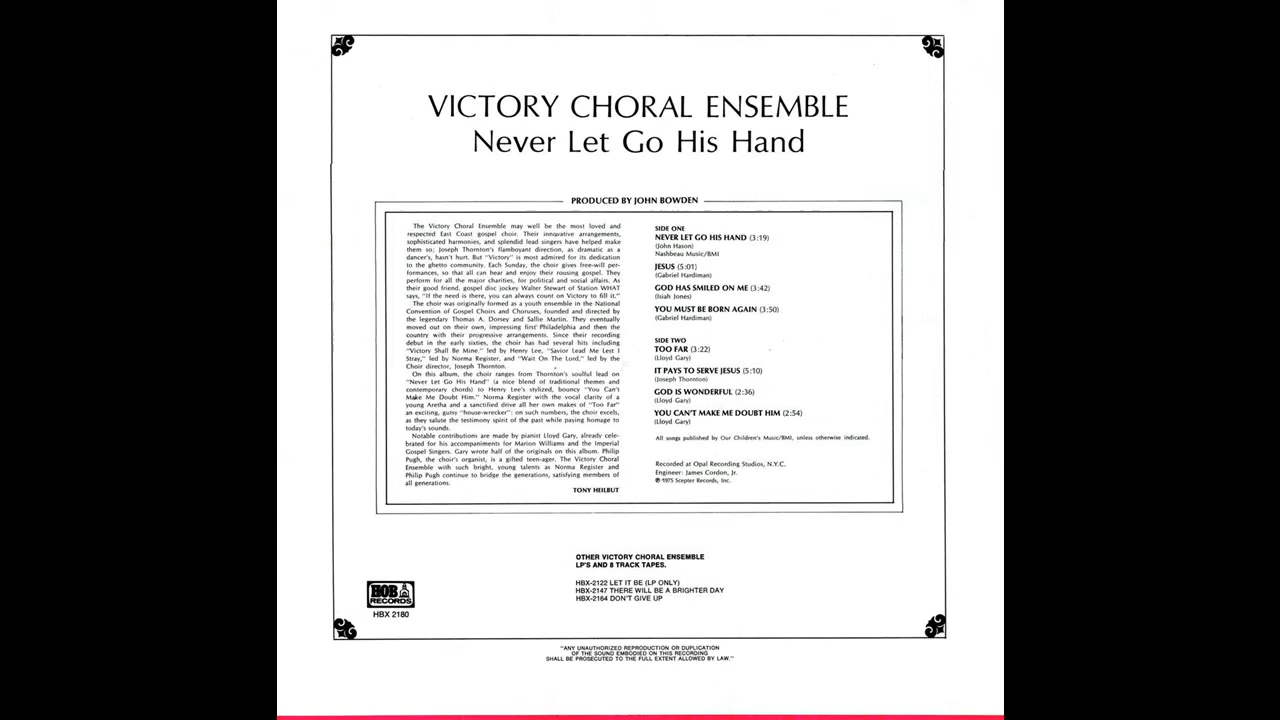 VICTORY CHORAL ENSEMBLE
Never Let Go His Hand
PRODUCED BY JOHN BOWDEN
The Victory Choral Ensemble may well be the most loved and
respected East Coast gospel choir. Their innovative arrangements,
sophisticated harmonies, and splendid lead singers have helped make
them so; Joseph Thornton's flamboyant direction, as dramatic as a
dancer's, hasn't hurt. But "Victory" is most admired for its dedication
to the ghetto community. Each Sunday, the choir gives free-will per-
formances, so that all can hear and enjoy their rousing gospel. They
perform for all the major charities, for political and social affairs. As
their good friend, gospel disc jockey Walter Stewart of Station WHAT
says, "If the need is there, you can always count on Victory to fill it."
The choir was originally formed as a youth ensemble in the National
Convention of Gospel Choirs and Choruses, founded and directed by
the legendary Thomas A. Dorsey and Sallie Martin. They eventually
moved out on their own, impressing first Philadelphia and then the
country with their progressive arrangements. Since their recording
debut in the early sixties, the choir has had several hits including
"Victory Shall Be Mine." led by Henry Lee, "Savior Lead Me Lest I
Stray," led by Norma Register, and "Wait On The Lord," led by the
Choir director, Joseph Thornton.
On this album, the choir ranges from Thornton's soulful lead on
"Never Let Go His Hand" (a nice blend of traditional themes and
contemporary chords) to Henry Lee's stylized, bouncy "You Can't
Make Me Doubt Him." Norma Register with the vocal clarity of a
young Aretha and a sanctified drive all her own makes of "Too Far"
an exciting, gutsy "house-wrecker"; on such numbers, the choir excels,
as they salute the testimony spirit of the past while paying homage to
today's sounds.
Notable contributions are made by pianist Lloyd Gary, already cele-
brated for his accompaniments for Marion Williams and the Imperial
Gospel Singers. Gary wrote half of the originals on this album. Philip
Pugh, the choir's organist, is a gifted teen-ager. The Victory Choral
Ensemble with such bright, young talents as Norma Register and
Philip Pugh continue to bridge the generations, satisfying members of
all generations.
TONY HEILBUT
SIDE ONE
NEVER LET GO HIS HAND (3:19)
(John Hason)
Nashbeau Music/BMI
JESUS (5:01)
(Gabriel Hardiman)
GOD HAS SMILED ON ME (3:42)
(Isiah Jones)
YOU MUST BE BORN AGAIN (3:50)
(Gabriel Hardiman)
SIDE TWO
TOO FAR (3:22)
(Lloyd Gary)
IT PAYS TO SERVE JESUS (5:10)
(Joseph Thornton)
GOD IS WONDERFUL (2:36)
(Lloyd Gary)
YOU CAN'T MAKE ME DOUBT HIM (2:54)
(Lloyd Gary)
All songs published by Our Children's Music/BMI, unless otherwise indicated.
Recorded at Opal Recording Studios, N.Y.C.
Engineer: James Gordon, Jr.
℗ 1975 Scepter Records, Inc.
OTHER VICTORY CHORAL ENSEMBLE
LP'S AND 8 TRACK TAPES.
HBX-2122 LET IT BE (LP ONLY)
HBX-2147 THERE WILL BE A BRIGHTER DAY
HBX-2164 DON'T GIVE UP
HOB
RECORDS
HBX 2180
"ANY UNAUTHORIZED REPRODUCTION OR DUPLICATION
OF THE SOUND EMBODIED ON THIS RECORDING
SHALL BE PROSECUTED TO THE FULL EXTENT ALLOWED BY LAW."